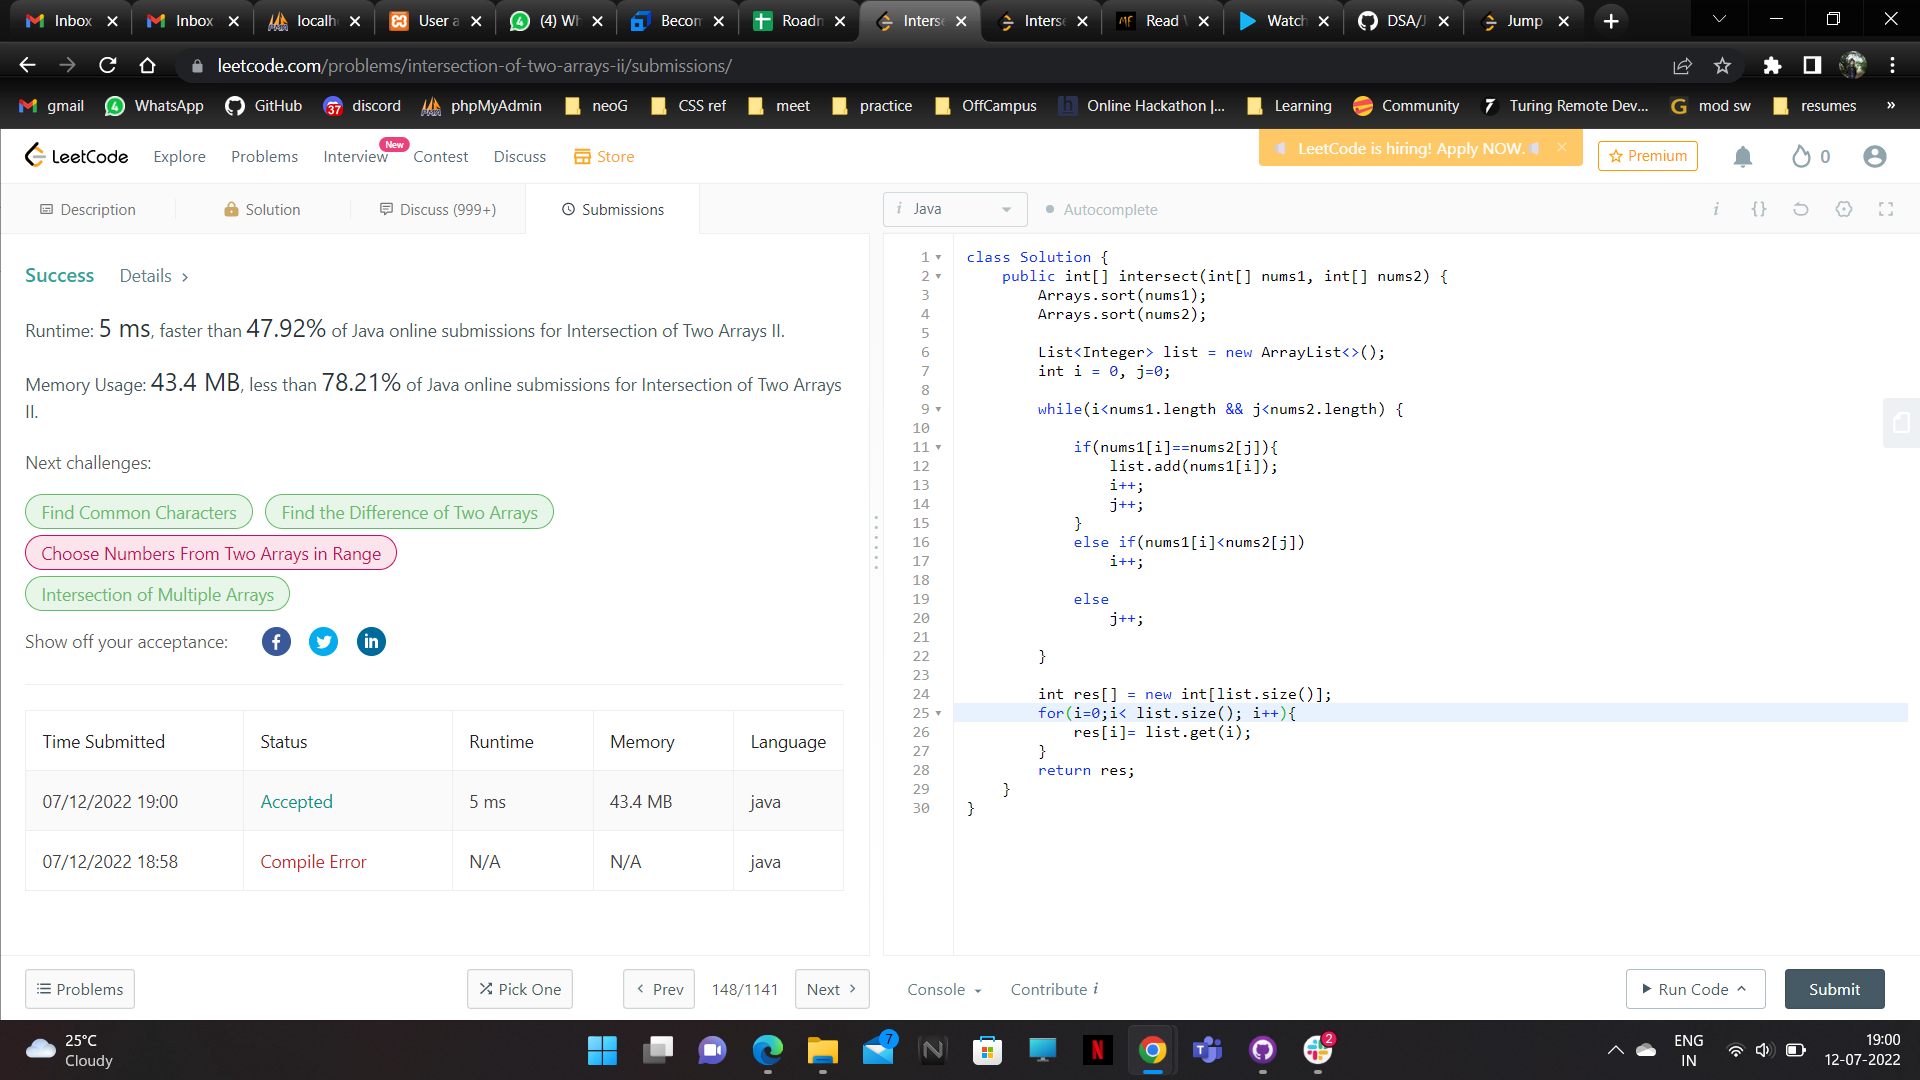 Inbox
Inbox
localh
User a
(4) Wh
Becom
Roadn
Inters
Inters
Read
Watch
DSA/J
Jump
leetcode.com/problems/intersection-of-two-arrays-ii/submissions/
gmail
WhatsApp
GitHub
37
discord
phpMyAdmin
neoG
CSS ref
meet
practice
OffCampus
Online Hackathon |...
Learning
Community
Turing Remote Dev...
mod sw
resumes
»
LeetCode
Explore
Problems
Interview
New
Contest
Discuss
Store
LeetCode is hiring! Apply NOW.
Premium
0
Description
Solution
Discuss (999+)
Submissions
i Java
Autocomplete
Success
Details >
Runtime: 5 ms, faster than 47.92% of Java online submissions for Intersection of Two Arrays II.
Memory Usage: 43.4 MB, less than 78.21% of Java online submissions for Intersection of Two Arrays
II.
Next challenges:
Find Common Characters
Find the Difference of Two Arrays
Choose Numbers From Two Arrays in Range
Intersection of Multiple Arrays
Show off your acceptance:
Time Submitted Status Runtime Memory Language
07/12/2022 19:00 Accepted 5 ms 43.4 MB java
07/12/2022 18:58 Compile Error N/A N/A java
1 class Solution {
2 public int[] intersect(int[] nums1, int[] nums2) {
3 Arrays.sort(nums1);
4 Arrays.sort(nums2);
5
6 List<Integer> list = new ArrayList<>();
7 int i = 0, j=0;
8
9 while(i<nums1.length && j<nums2.length) {
10
11 if(nums1[i]==nums2[j]){
12 list.add(nums1[i]);
13 i++;
14 j++;
15 }
16 else if(nums1[i]<nums2[j])
17 i++;
18
19 else
20 j++;
21
22 }
23
24 int res[] = new int[list.size()];
25 for(i=0;i< list.size(); i++){
26 res[i]= list.get(i);
27 }
28 return res;
29 }
30 }
Problems
Pick One
< Prev
148/1141
Next >
Console
Contribute i
Run Code
Submit
25°C
Cloudy
7
2
ENG
IN
19:00
12-07-2022